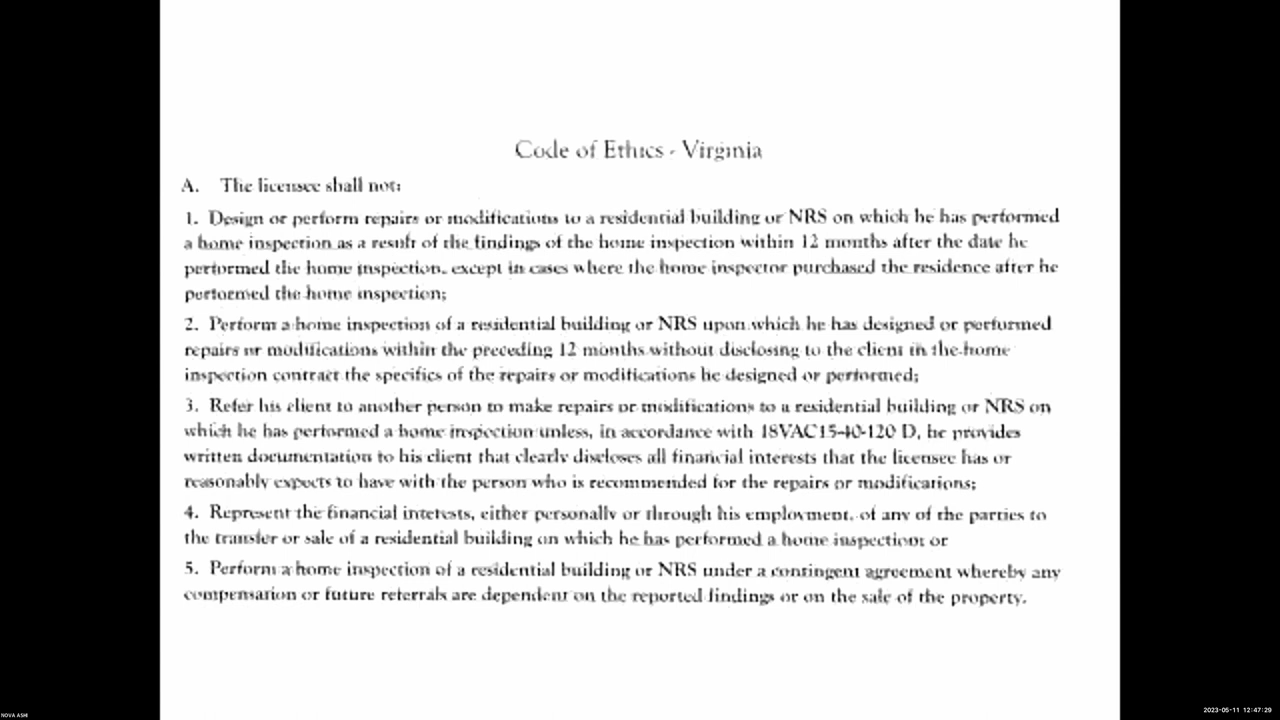 Code of Ethics - Virginia
A. The licensee shall not:
1. Design or perform repairs or modifications to a residential building or NRS on which he has performed
a home inspection as a result of the findings of the home inspection within 12 months after the date he
performed the home inspection, except in cases where the home inspector purchased the residence after he
performed the home inspection;
2. Perform a home inspection of a residential building or NRS upon which he has designed or performed
repairs or modifications within the preceding 12 months without disclosing to the client in the home
inspection contract the specifics of the repairs or modifications he designed or performed;
3. Refer his client to another person to make repairs or modifications to a residential building or NRS on
which he has performed a home inspection unless, in accordance with 18VAC15-40-120 D, he provides
written documentation to his client that clearly discloses all financial interests that the licensee has or
reasonably expects to have with the person who is recommended for the repairs or modifications;
4. Represent the financial interests, either personally or through his employment, of any of the parties to
the transfer or sale of a residential building on which he has performed a home inspection; or
5. Perform a home inspection of a residential building or NRS under a contingent agreement whereby any
compensation or future referrals are dependent on the reported findings or on the sale of the property.
NOVA ASHI
2023-05-11 12:47:29